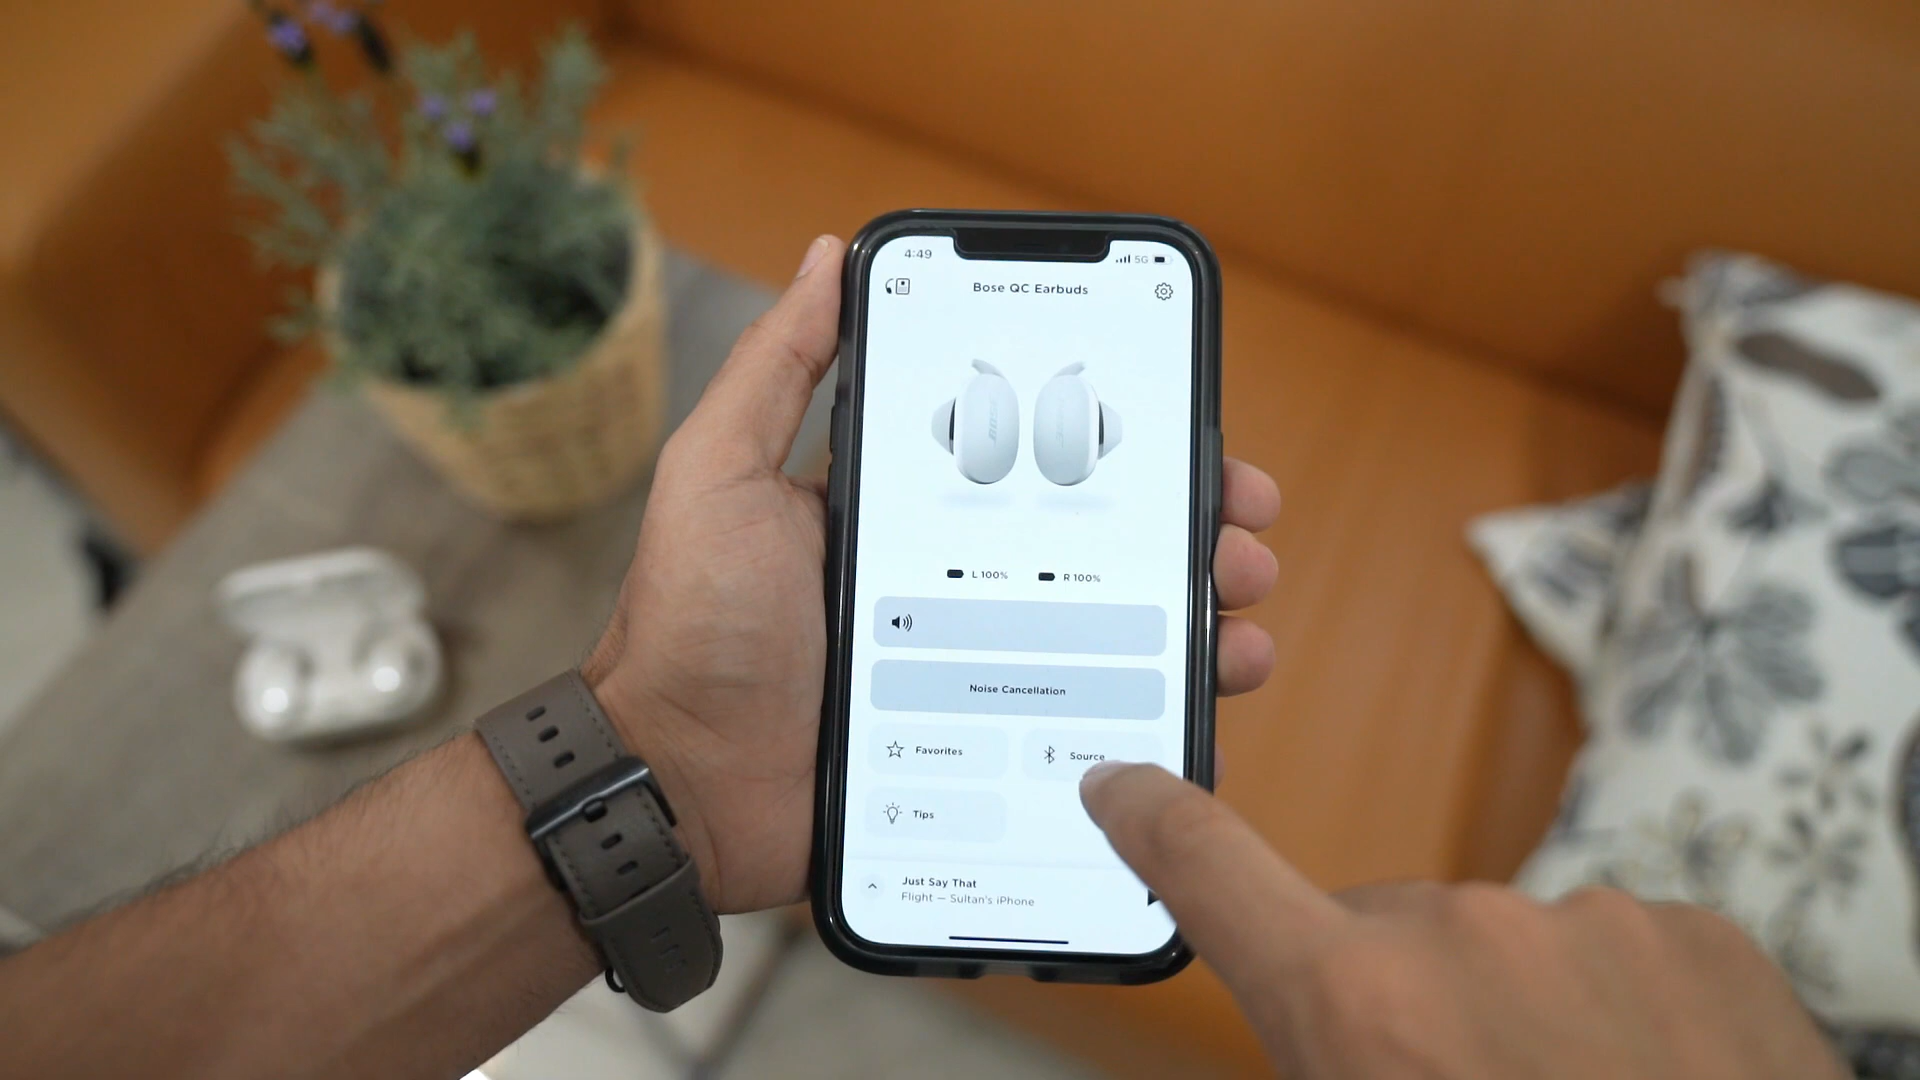 4:49
5G
Bose QC Earbuds
BOSE
L 100% R 100%
Noise Cancellation
Favorites
Source
Tips
Just Say That
Flight — Sultan's iPhone